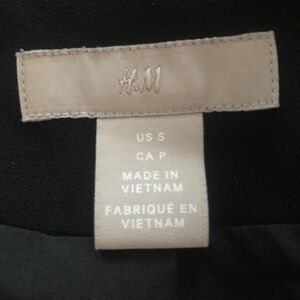 H&M
US S
CA P
MADE IN
VIETNAM
FABRIQUÉ EN
VIETNAM